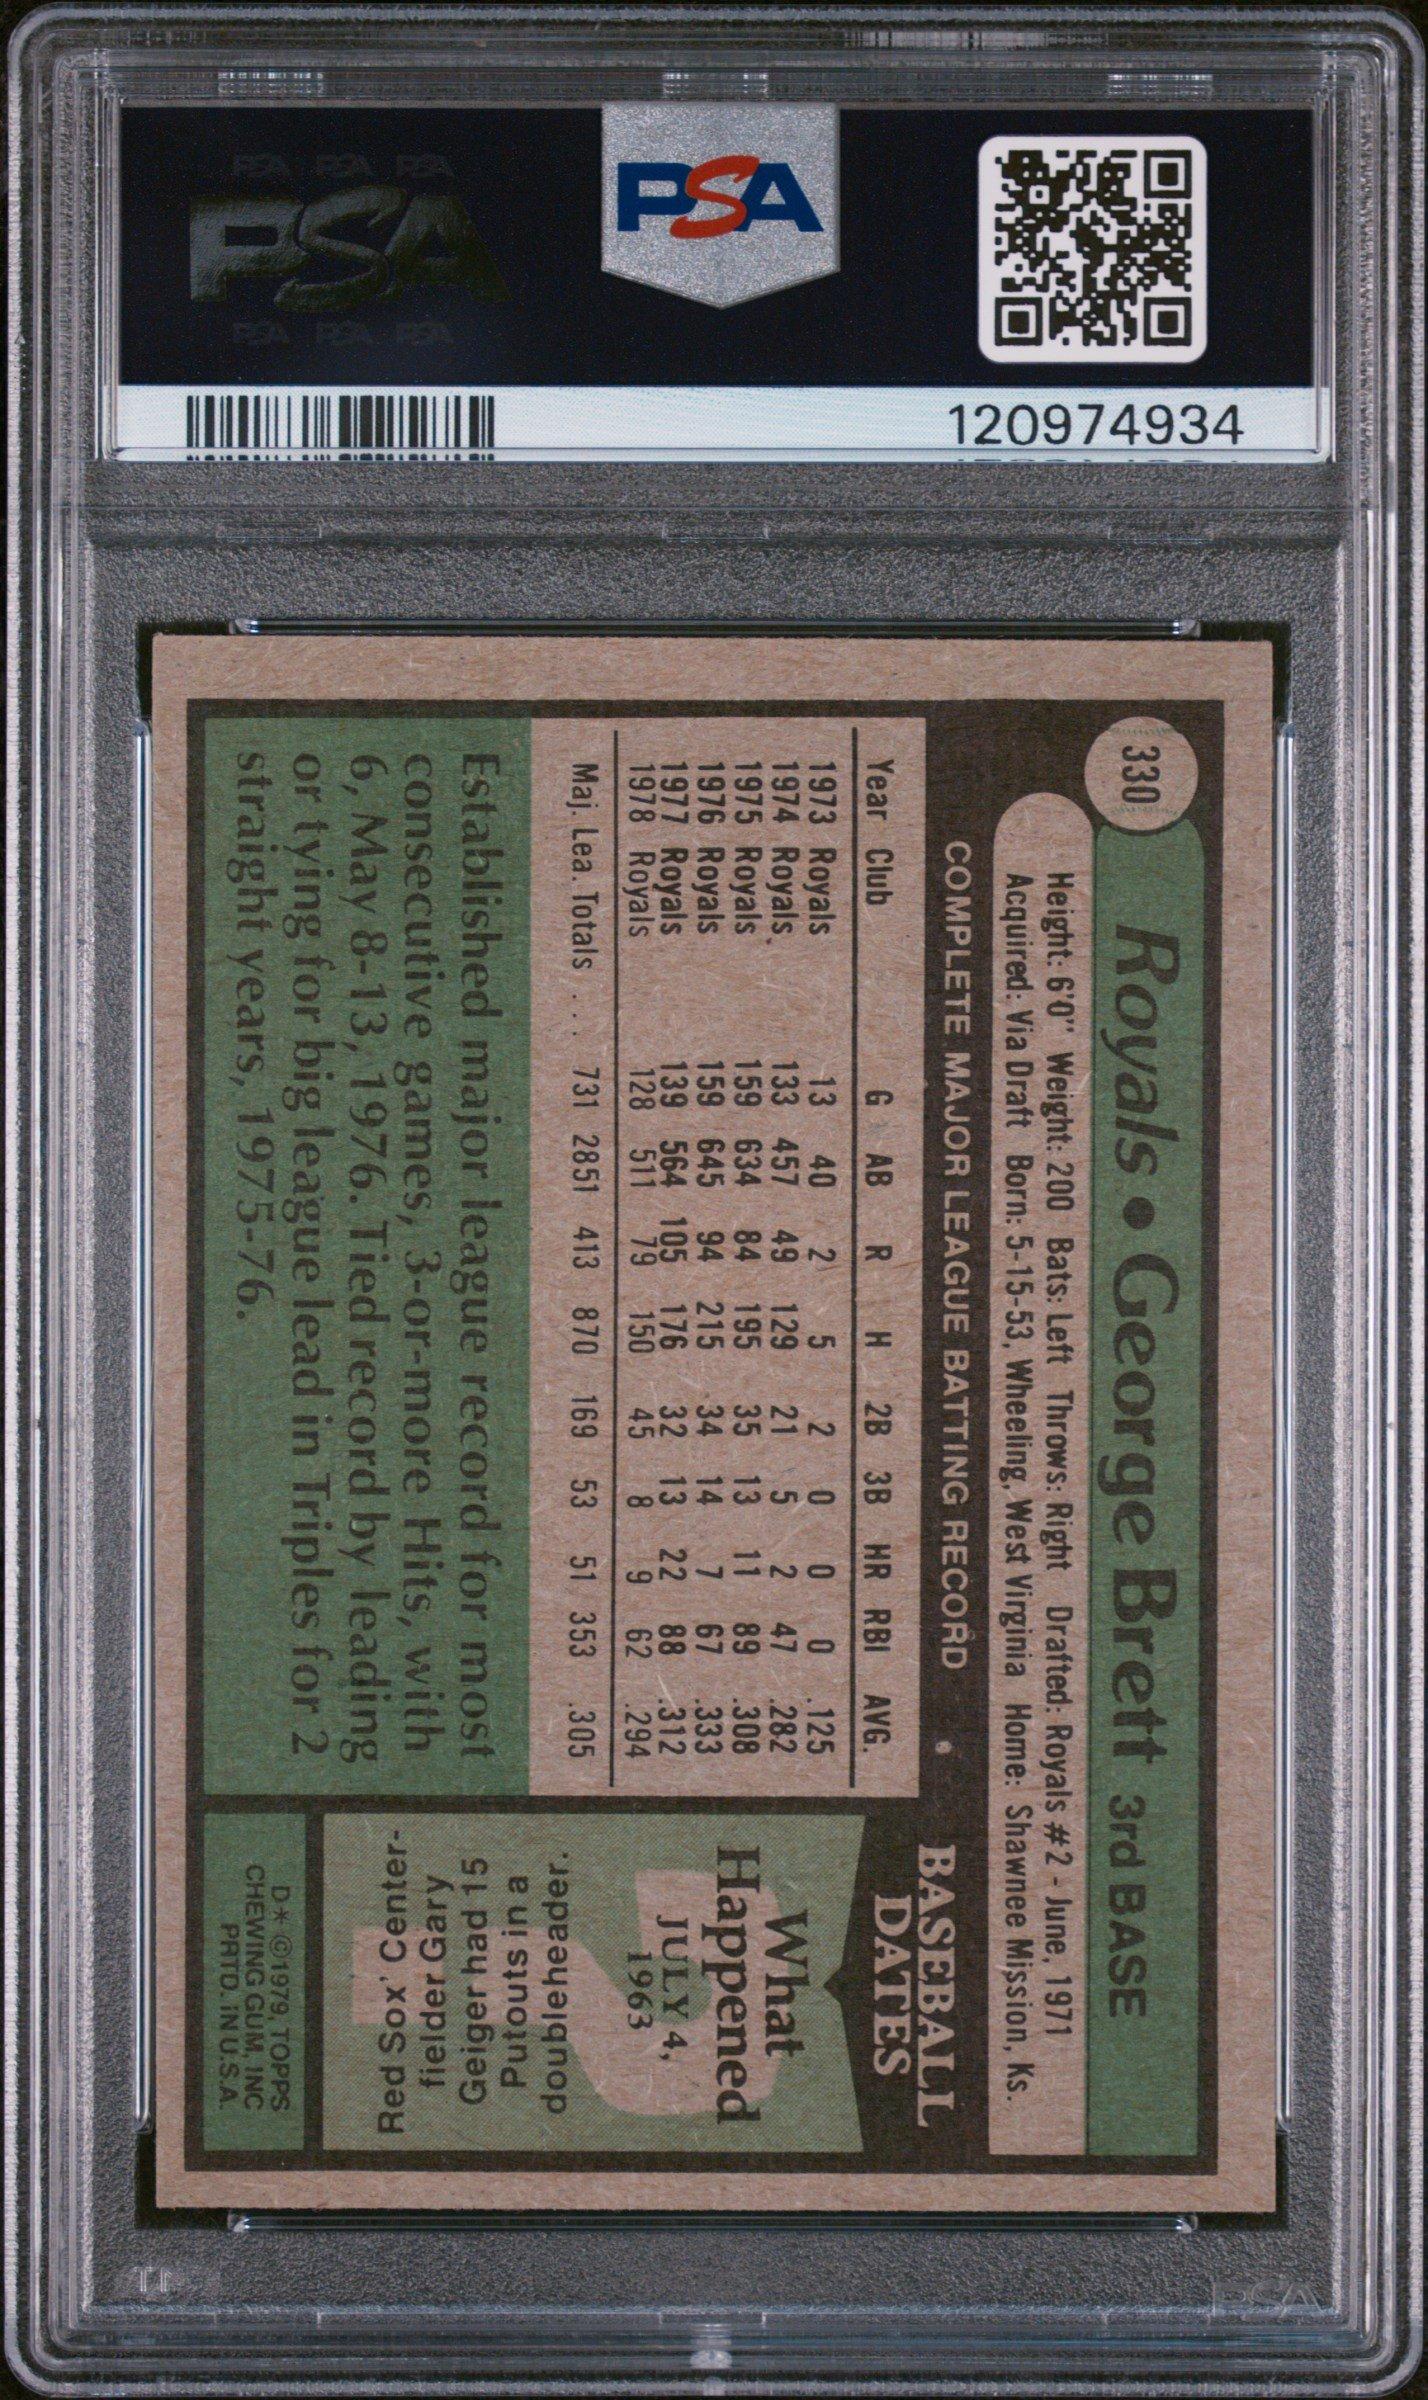 PSA PSA PSA
PSA
PSA PSA PSA
PSA
120974934
330
Royals • George Brett 3rd BASE
Height: 6'0" Weight: 200 Bats: Left Throws: Right Drafted: Royals #2 - June, 1971
Acquired: Via Draft Born: 5-15-53, Wheeling, West Virginia Home: Shawnee Mission, Ks.
COMPLETE MAJOR LEAGUE BATTING RECORD
Year Club G AB R H 2B 3B HR RBI AVG.
1973 Royals 13 40 2 5 2 0 0 0 .125
1974 Royals 133 457 49 129 21 5 2 47 .282
1975 Royals 159 634 84 195 35 13 11 89 .308
1976 Royals 159 645 94 215 34 14 7 67 .333
1977 Royals 139 564 105 176 32 13 22 88 .312
1978 Royals 128 511 79 150 45 8 9 62 .294
Maj. Lea. Totals . . . 731 2851 413 870 169 53 51 353 .305
Established major league record for most
consecutive games, 3-or-more Hits, with
6, May 8-13, 1976. Tied record by leading
or tying for big league lead in Triples for 2
straight years, 1975-76.
BASEBALL
DATES
What
Happened
JULY 4,
1963
Red Sox' Center-
fielder Gary
Geiger had 15
Putouts in a
doubleheader.
D* ©1979, TOPPS
CHEWING GUM, INC
PRTD. IN U.S.A.
PSA